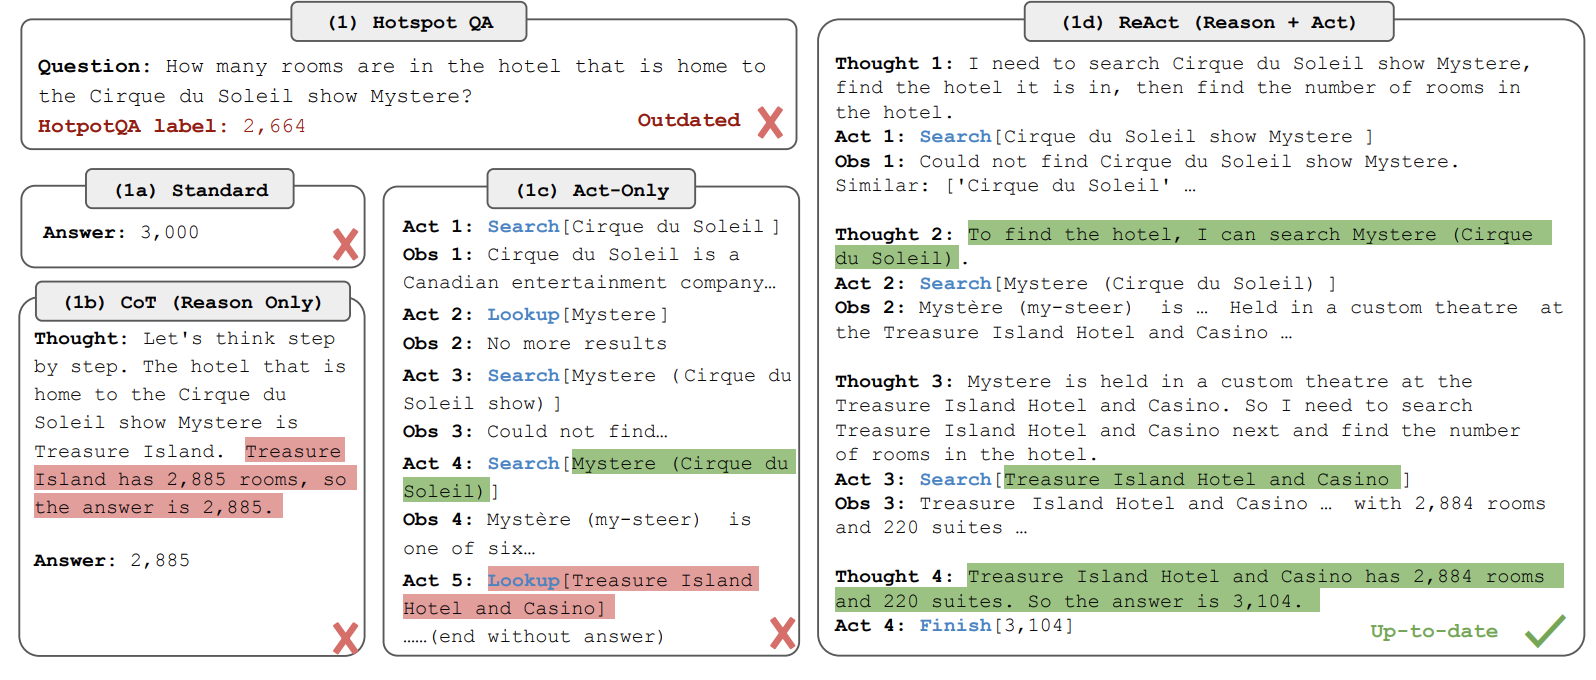 (1) Hotspot QA
Question: How many rooms are in the hotel that is home to
the Cirque du Soleil show Mystere?
HotpotQA label: 2,664
Outdated
(1a) Standard
Answer: 3,000
(1b) CoT (Reason Only)
Thought: Let's think step
by step. The hotel that is
home to the Cirque du
Soleil show Mystere is
Treasure Island. Treasure
Island has 2,885 rooms, so
the answer is 2,885.
Answer: 2,885
(1c) Act-Only
Act 1: Search[Cirque du Soleil]
Obs 1: Cirque du Soleil is a
Canadian entertainment company…
Act 2: Lookup[Mystere]
Obs 2: No more results
Act 3: Search[Mystere (Cirque du
Soleil show)]
Obs 3: Could not find…
Act 4: Search[Mystere (Cirque du
Soleil)]
Obs 4: Mystère (my-steer) is
one of six…
Act 5: Lookup[Treasure Island
Hotel and Casino]
……(end without answer)
(1d) ReAct (Reason + Act)
Thought 1: I need to search Cirque du Soleil show Mystere,
find the hotel it is in, then find the number of rooms in
the hotel.
Act 1: Search[Cirque du Soleil show Mystere ]
Obs 1: Could not find Cirque du Soleil show Mystere.
Similar: ['Cirque du Soleil' …
Thought 2: To find the hotel, I can search Mystere (Cirque
du Soleil).
Act 2: Search[Mystere (Cirque du Soleil) ]
Obs 2: Mystère (my-steer) is … Held in a custom theatre at
the Treasure Island Hotel and Casino …
Thought 3: Mystere is held in a custom theatre at the
Treasure Island Hotel and Casino. So I need to search
Treasure Island Hotel and Casino next and find the number
of rooms in the hotel.
Act 3: Search[Treasure Island Hotel and Casino ]
Obs 3: Treasure Island Hotel and Casino … with 2,884 rooms
and 220 suites …
Thought 4: Treasure Island Hotel and Casino has 2,884 rooms
and 220 suites. So the answer is 3,104.
Act 4: Finish[3,104]
Up-to-date